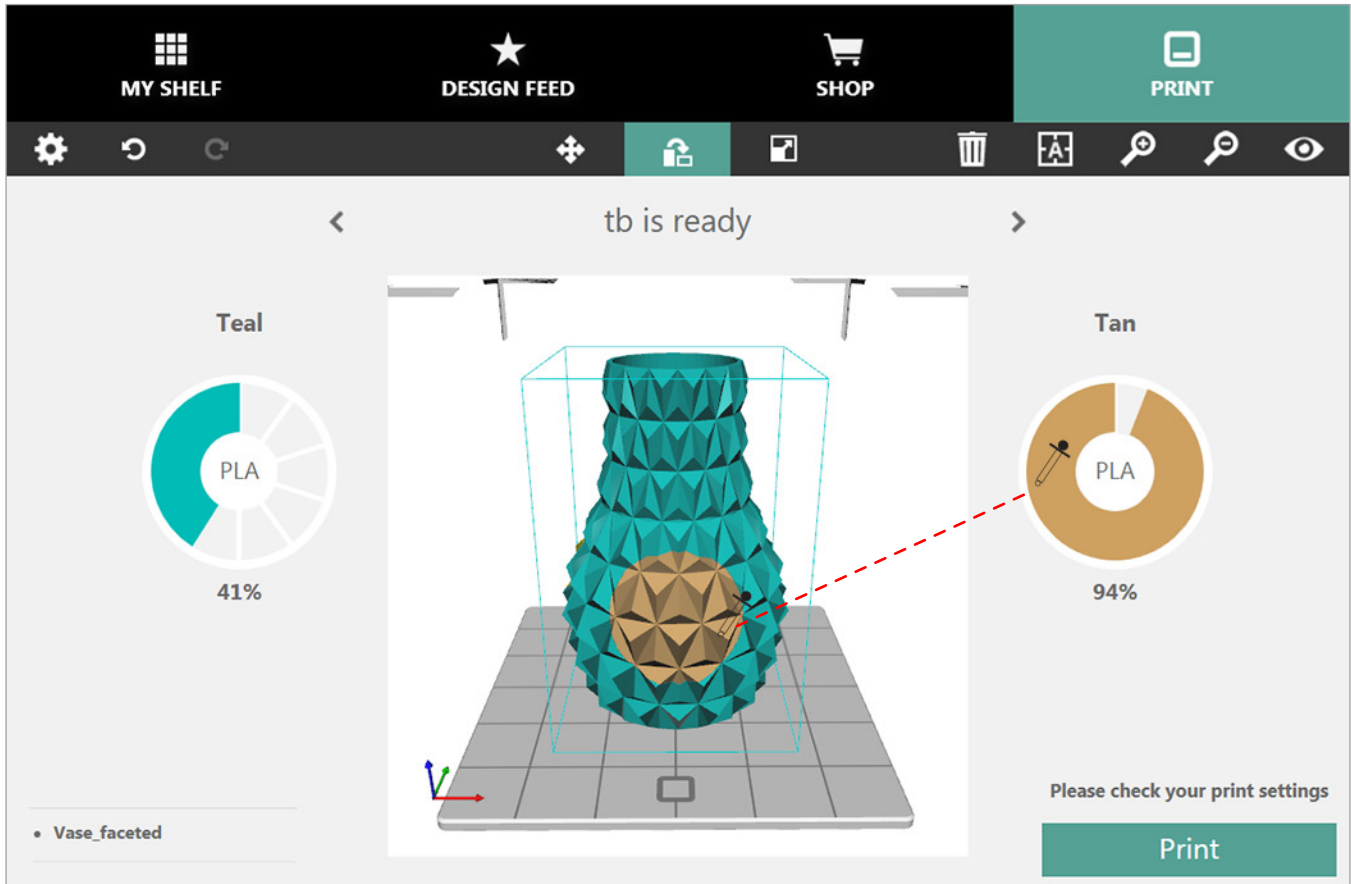 MY SHELF
DESIGN FEED
SHOP
PRINT
A
tb is ready
Teal
Tan
PLA
PLA
41%
94%
Please check your print settings
• Vase_faceted
Print